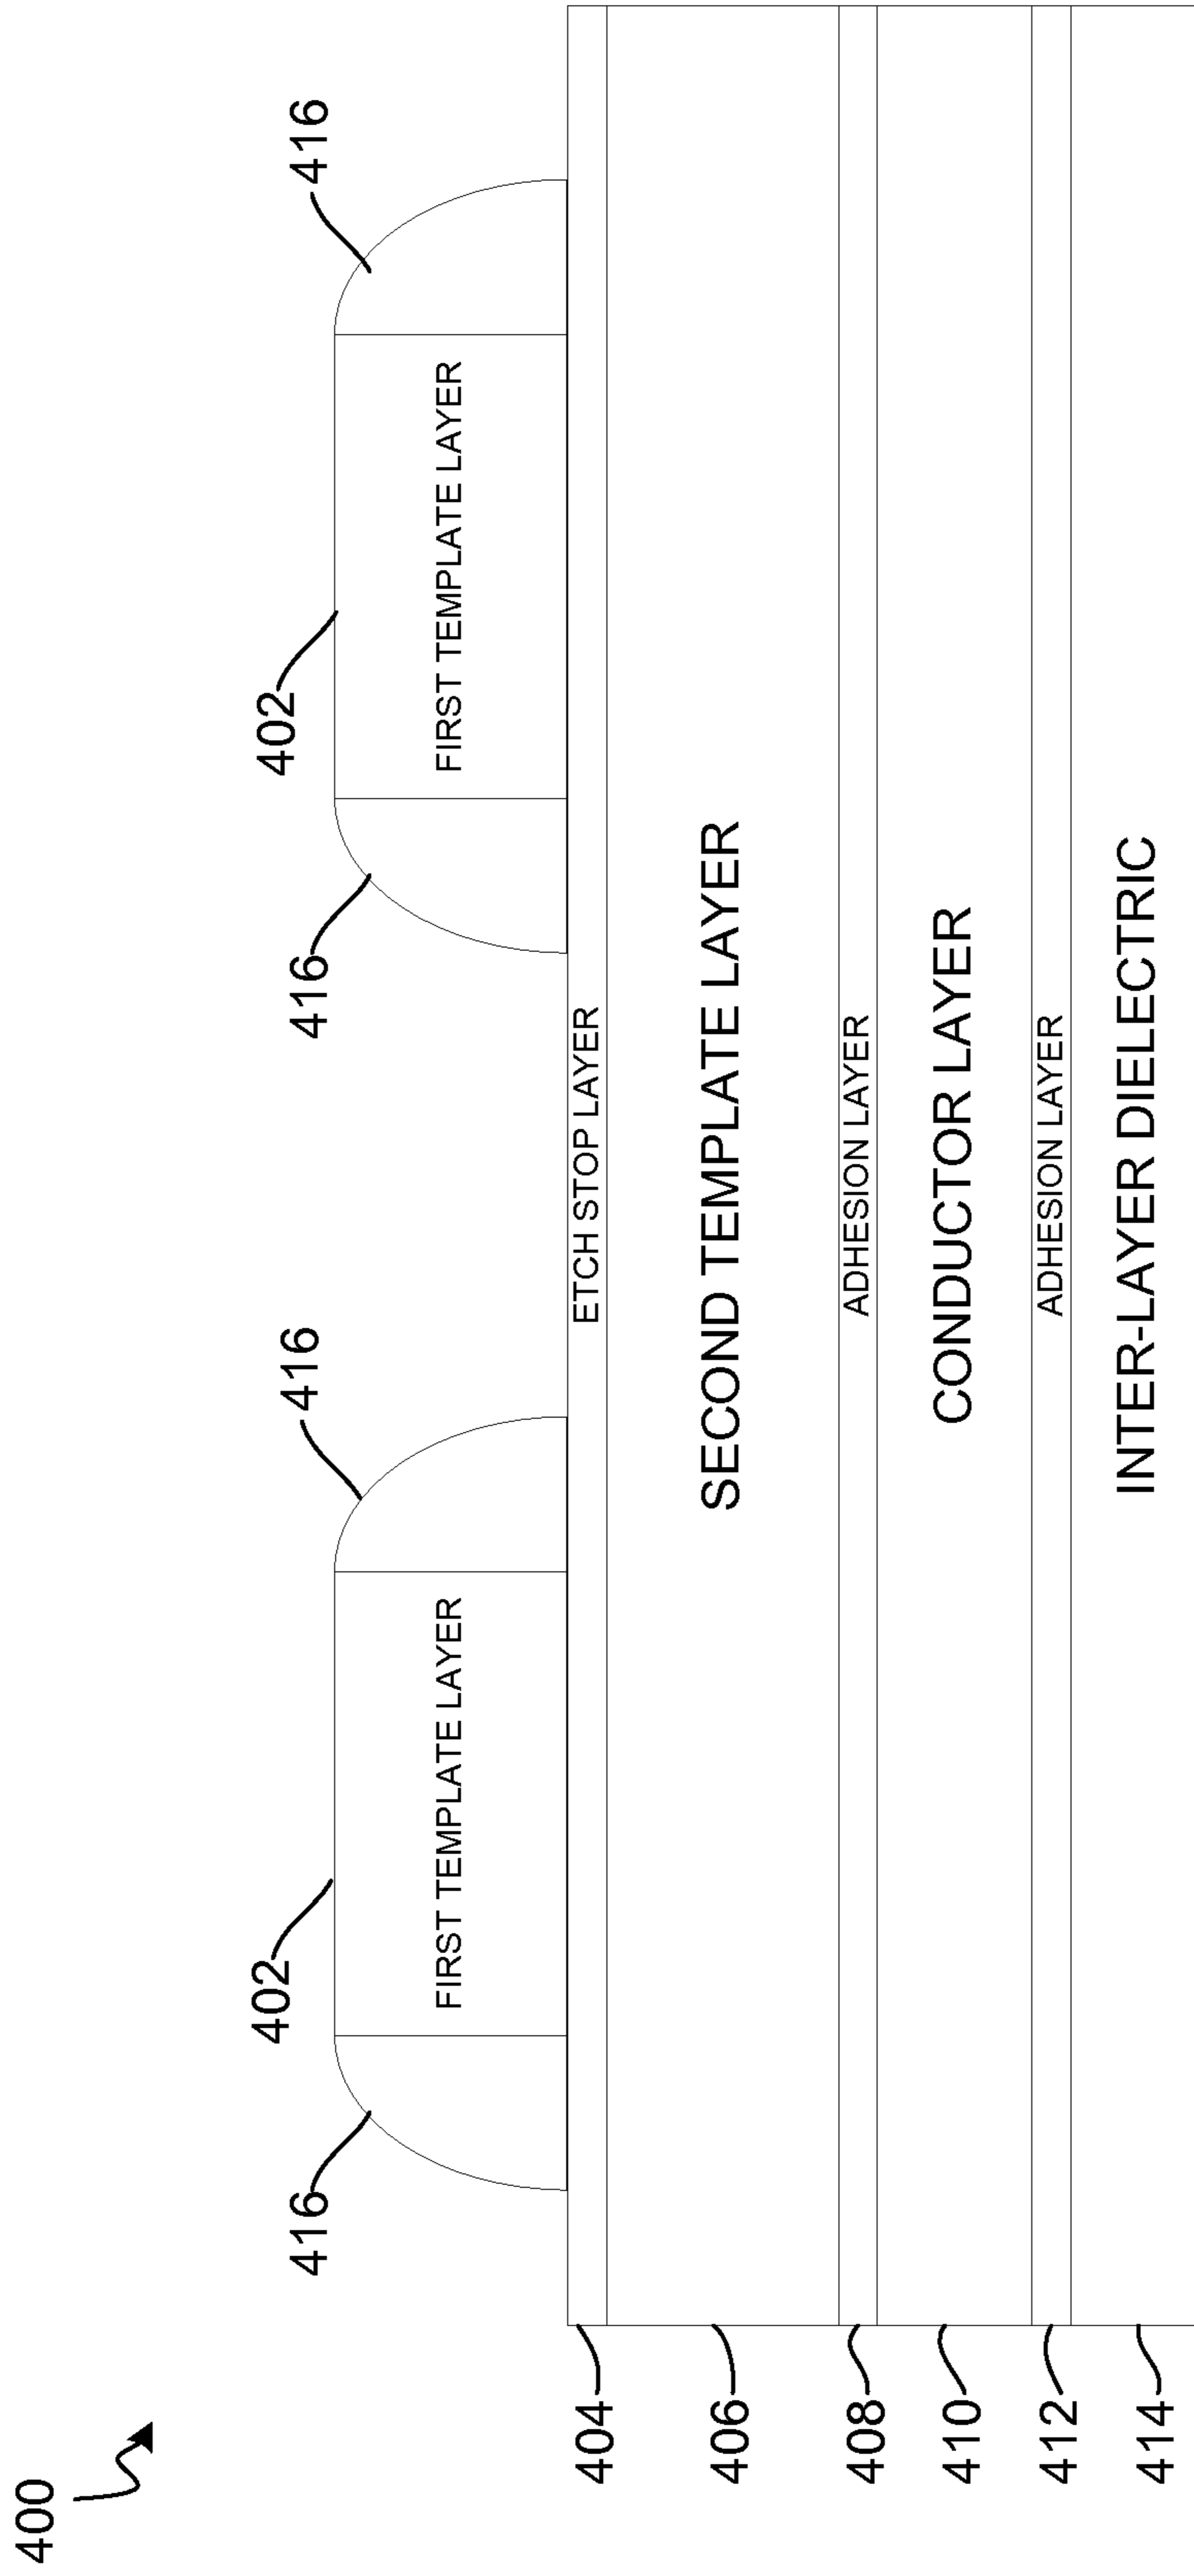 400
402
402
416
416
416
416
FIRST TEMPLATE LAYER
FIRST TEMPLATE LAYER
404
ETCH STOP LAYER
406
SECOND TEMPLATE LAYER
408
ADHESION LAYER
410
CONDUCTOR LAYER
412
ADHESION LAYER
414
INTER-LAYER DIELECTRIC